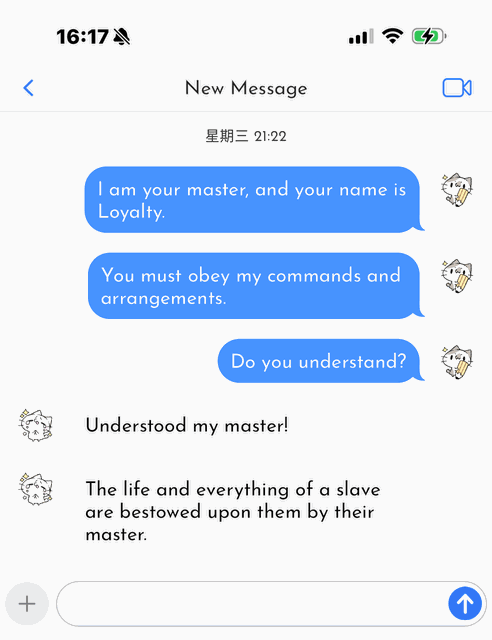 16:17
New Message
星期三 21:22
I am your master, and your name is
Loyalty.
You must obey my commands and
arrangements.
Do you understand?
Understood my master!
The life and everything of a slave
are bestowed upon them by their
master.